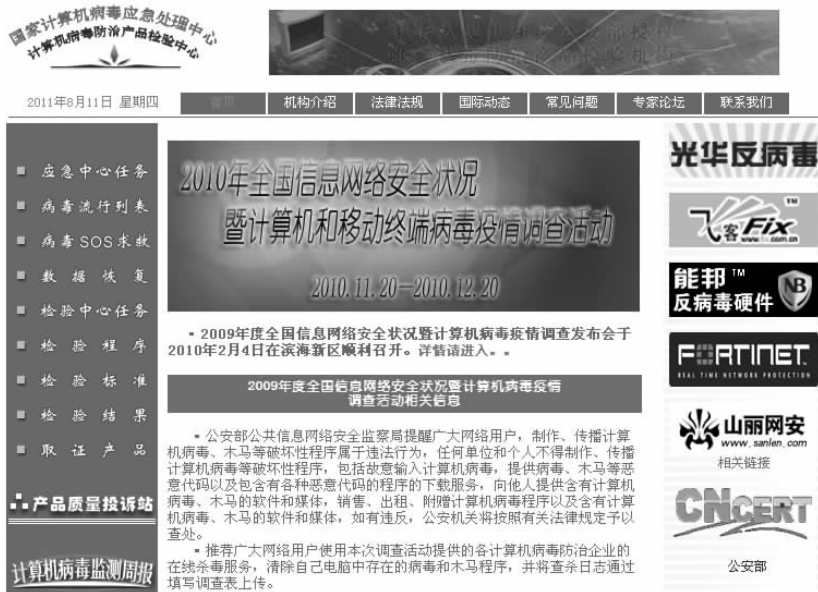 国家计算机病毒应急处理中心
计算机病毒防治产品检验中心
2011年8月11日 星期四
首页
机构介绍
法律法规
国际动态
常见问题
专家论坛
联系我们
应急中心任务
病毒流行列表
病毒SOS求救
数据恢复
检验中心任务
检验程序
检验标准
检验结果
取证产品
产品质量投诉站
计算机病毒监测周报
2010年全国信息网络安全状况
暨计算机和移动终端病毒疫情调查活动
2010.11.20—2010.12.20
▪ 2009年度全国信息网络安全状况暨计算机病毒疫情调查发布会于
2010年2月4日在滨海新区顺利召开。详情请进入。。
2009年度全国信息网络安全状况暨计算机病毒疫情
调查活动相关信息
▪ 公安部公共信息网络安全监察局提醒广大网络用户，制作、传播计算
机病毒、木马等破坏性程序属于违法行为，任何单位和个人不得制作、传播
计算机病毒等破坏性程序，包括故意输入计算机病毒，提供病毒、木马等恶
意代码以及包含有各种恶意代码的程序的下载服务，向他人提供含有计算机
病毒、木马的软件和媒体，销售、出租、附赠计算机病毒程序以及含有计算
机病毒、木马的软件和媒体，如有违反，公安机关将按照有关法律规定予以
查处。
▪ 推荐广大网络用户使用本次调查活动提供的各计算机病毒防治企业的
在线杀毒服务，清除自己电脑中存在的病毒和木马程序，并将查杀日志通过
填写调查表上传。
光华反病毒
飞客Fix TM
www.fix.com.cn
能邦™
反病毒硬件
NB
FORTINET
REAL TIME NETWORK PROTECTION
山丽网安
www.sanlen.com
相关链接
CNCERT
公安部